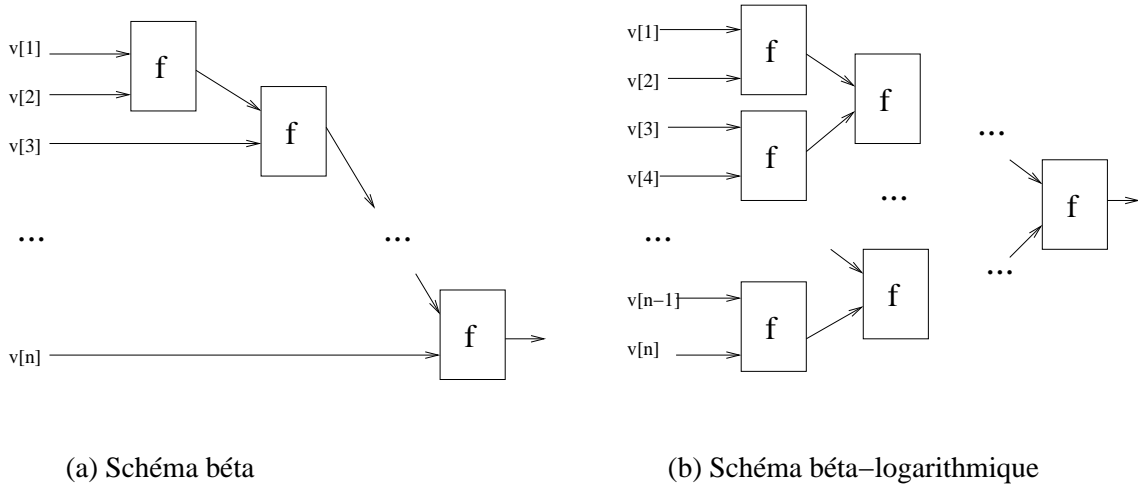 v[1]
v[2]
v[3]
...
v[n]
f
f
...
f
(a) Schéma béta
v[1]
v[2]
v[3]
v[4]
...
v[n−1]
v[n]
f
f
f
f
f
...
...
...
f
(b) Schéma béta−logarithmique